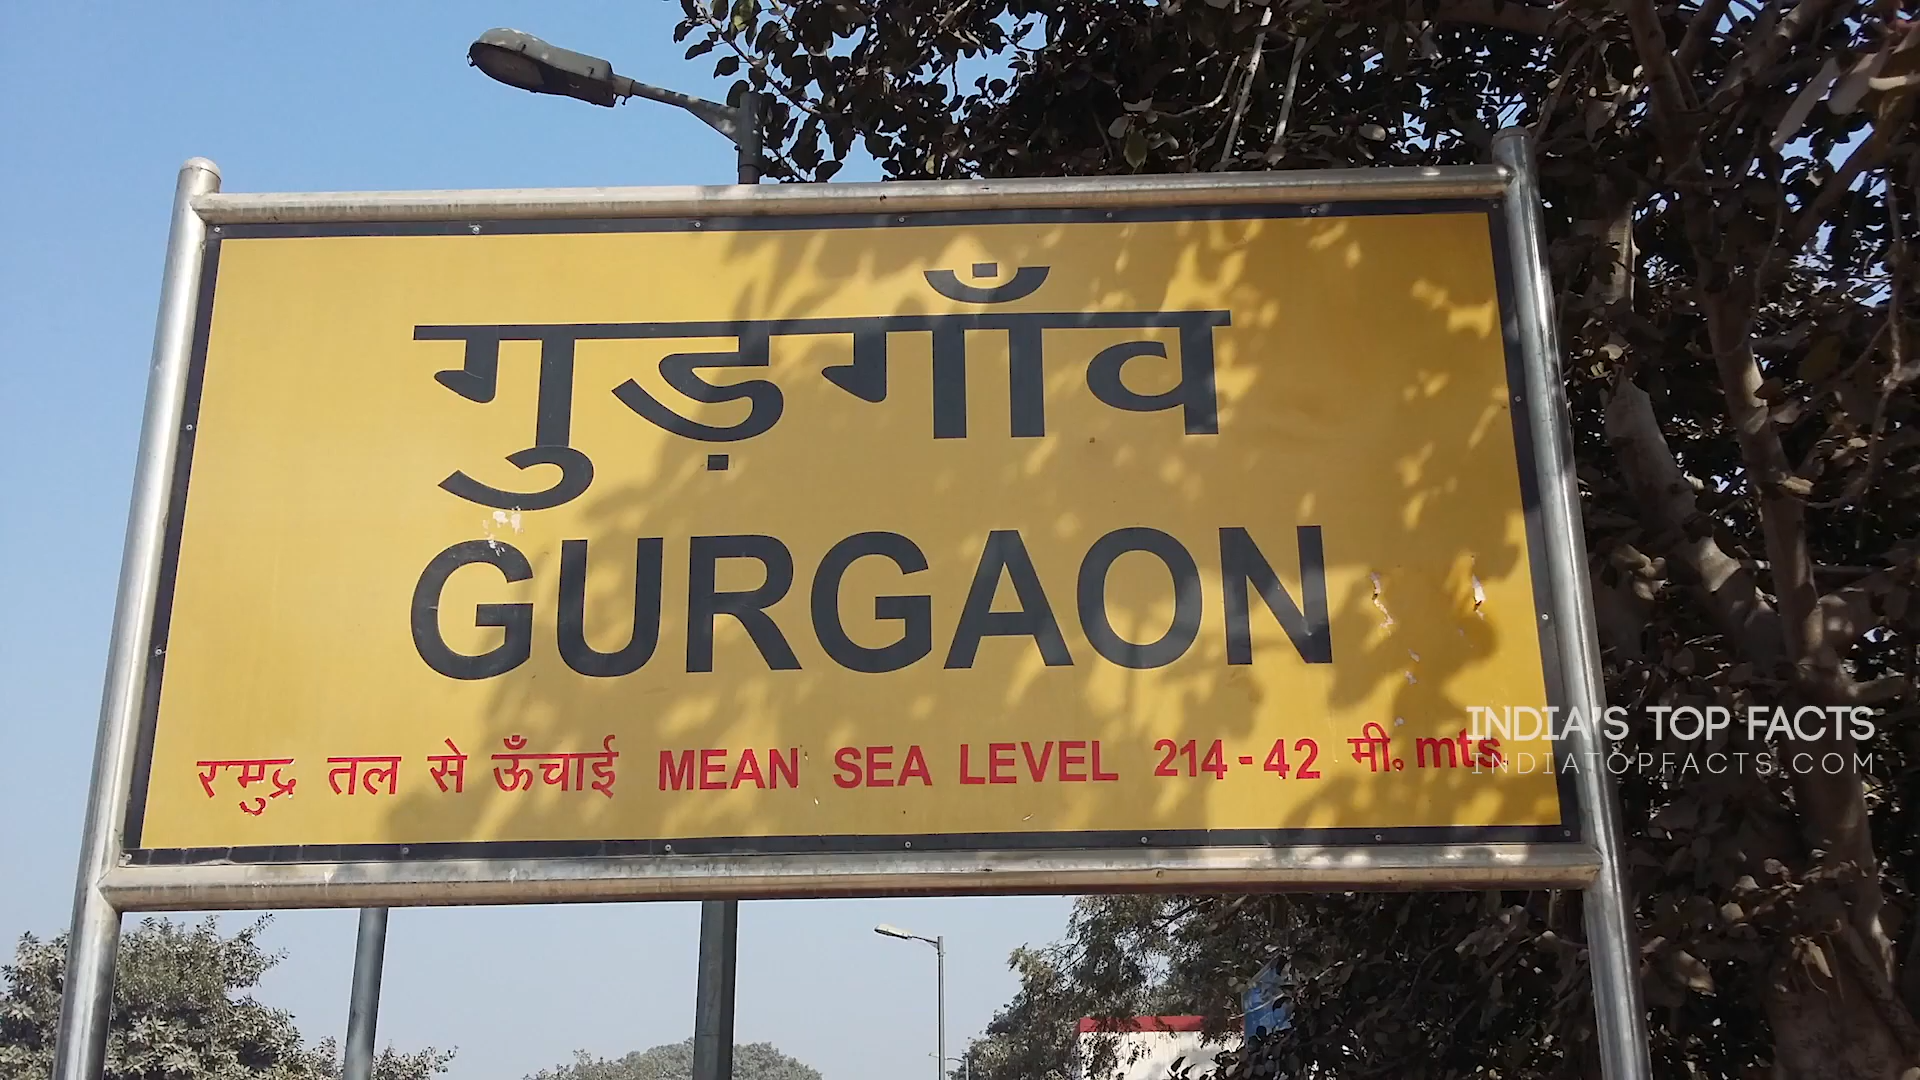 गुड़गाँव
GURGAON
समुद्र तल से ऊँचाई MEAN SEA LEVEL 214-42 मी. mts.
INDIA'S TOP FACTS
INDIATOPFACTS.COM